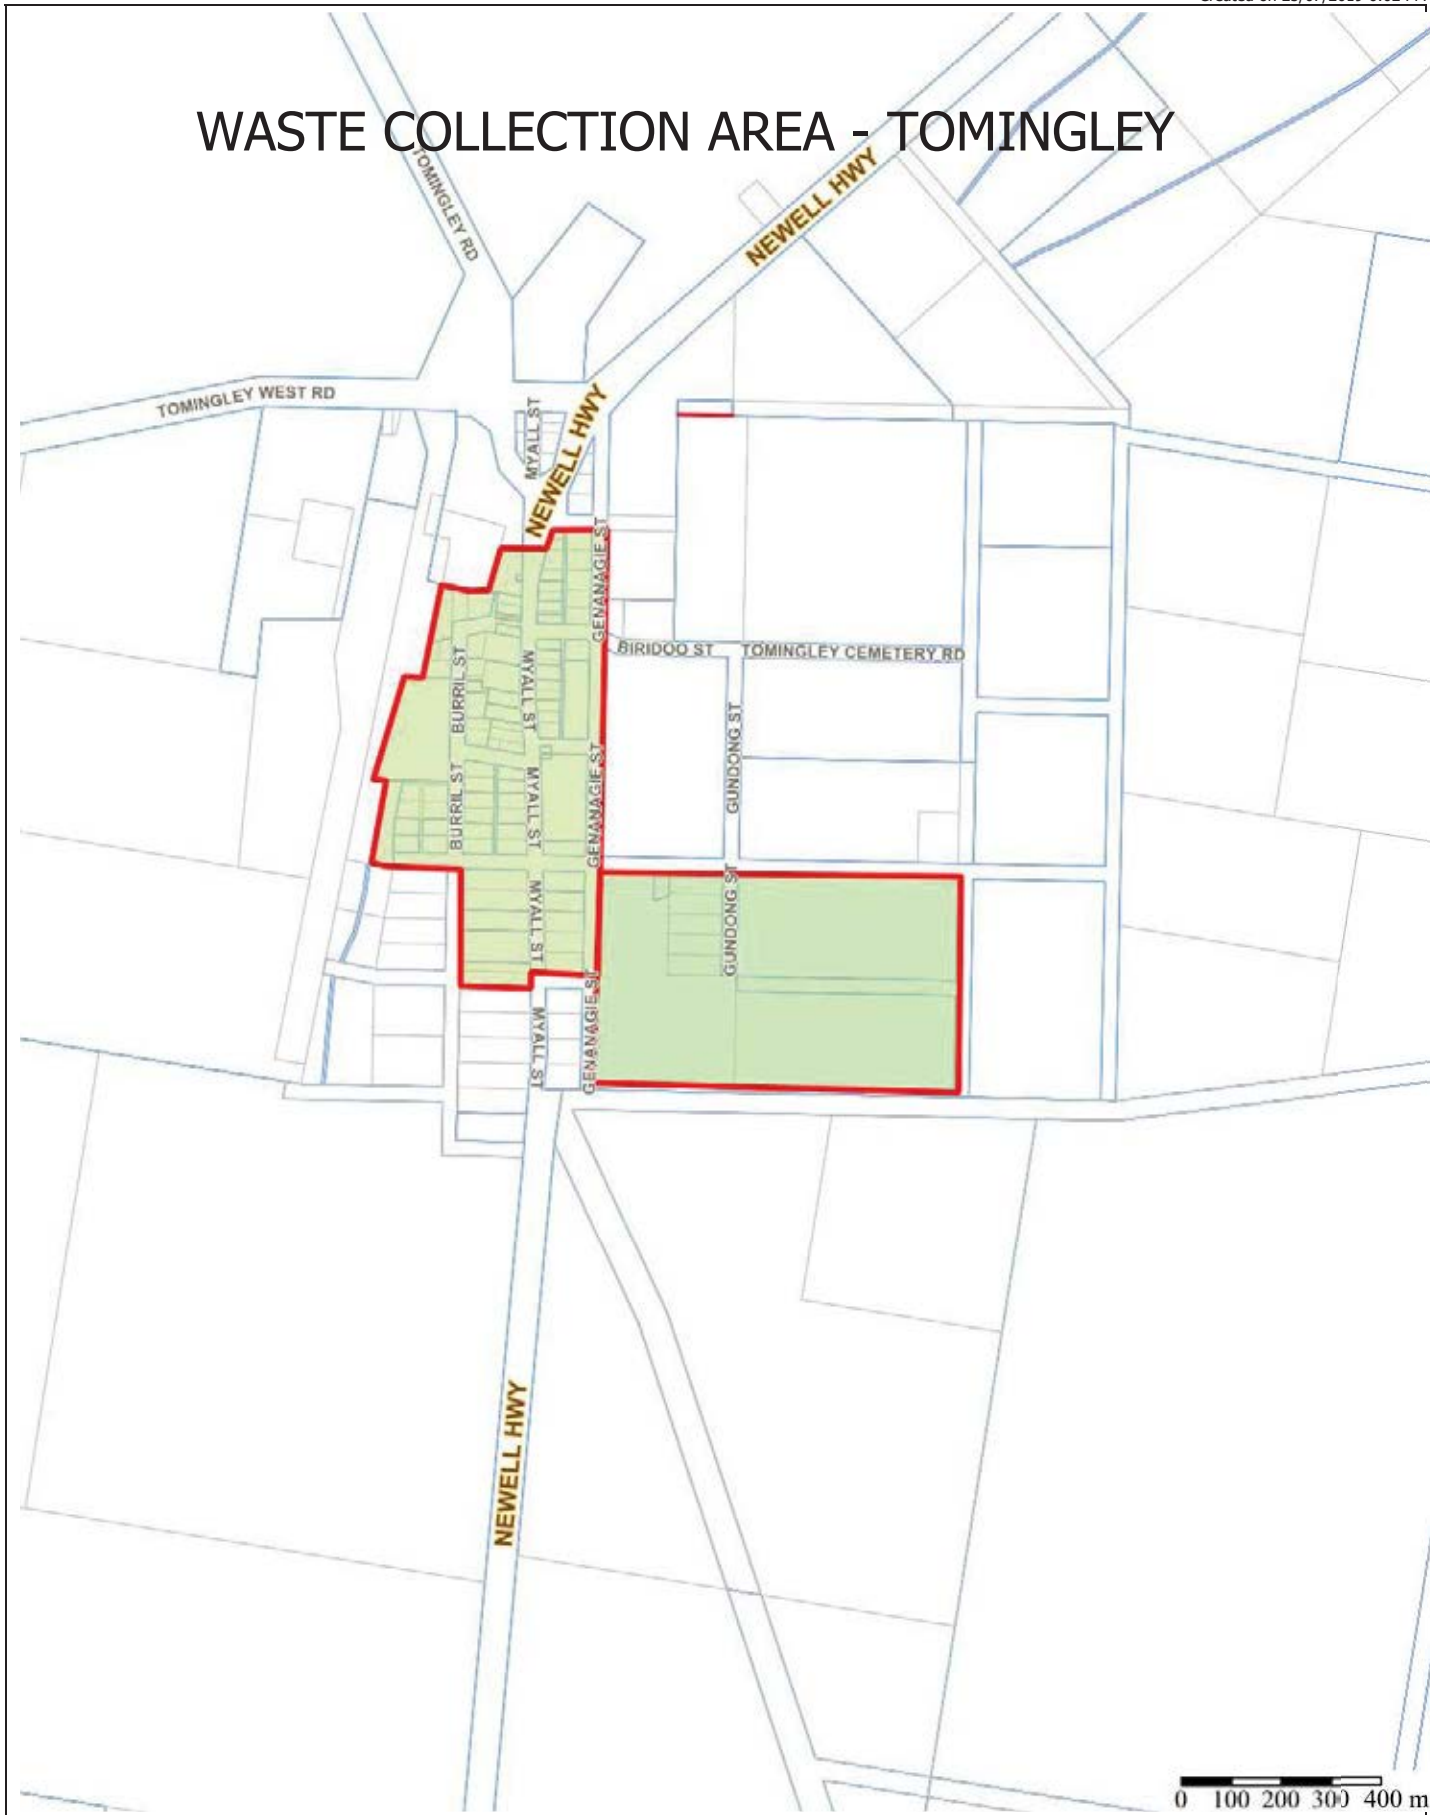 WASTE COLLECTION AREA - TOMINGLEY
TOMINGLEY RD
NEWELL HWY
TOMINGLEY WEST RD
MYALL ST
NEWELL HWY
GENANAGIE ST
BIRIDOO ST
TOMINGLEY CEMETERY RD
BURRIL ST
MYALL ST
GUNDONG ST
BURRIL ST
MYALL ST
GENANAGIE ST
MYALL ST
GUNDONG ST
MYALL ST
GENANAGIE ST
NEWELL HWY
0 100 200 300 400 m